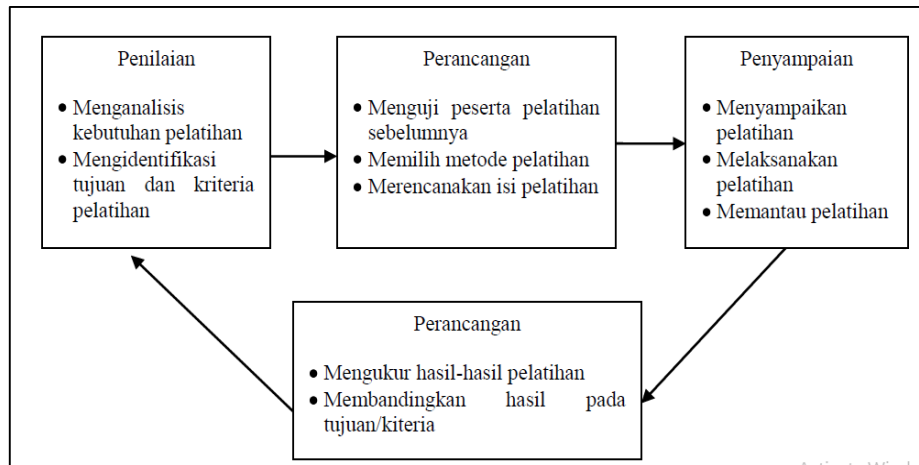 Penilaian
• Menganalisis
kebutuhan pelatihan
• Mengidentifikasi
tujuan dan kriteria
pelatihan
Perancangan
• Menguji peserta pelatihan
sebelumnya
• Memilih metode pelatihan
• Merencanakan isi pelatihan
Penyampaian
• Menyampaikan
pelatihan
• Melaksanakan
pelatihan
• Memantau pelatihan
Perancangan
• Mengukur hasil-hasil pelatihan
• Membandingkan hasil pada
tujuan/kiteria